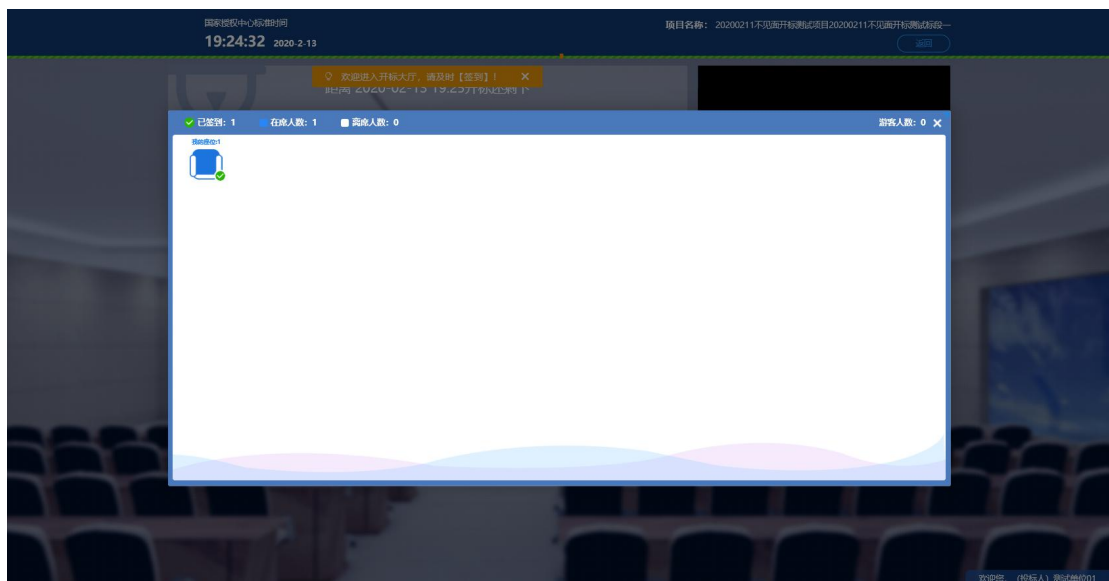 国家授权中心标准时间
19:24:32 2020-2-13
项目名称： 20200211不见面开标测试项目20200211不见面开标测试标段一
返回
欢迎进入开标大厅，请及时【签到】！
距离 2020-02-13 19:25开标还剩下
已签到：1 在席人数：1 离席人数：0 游客人数：0
我的座位:1
欢迎您，(投标人) 测试单位01